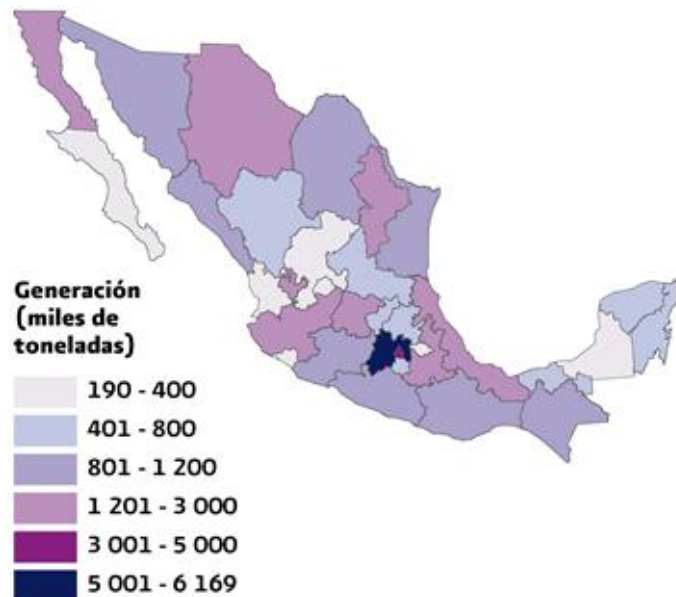 Generación
(miles de
toneladas)
190 - 400
401 - 800
801 - 1 200
1 201 - 3 000
3 001 - 5 000
5 001 - 6 169